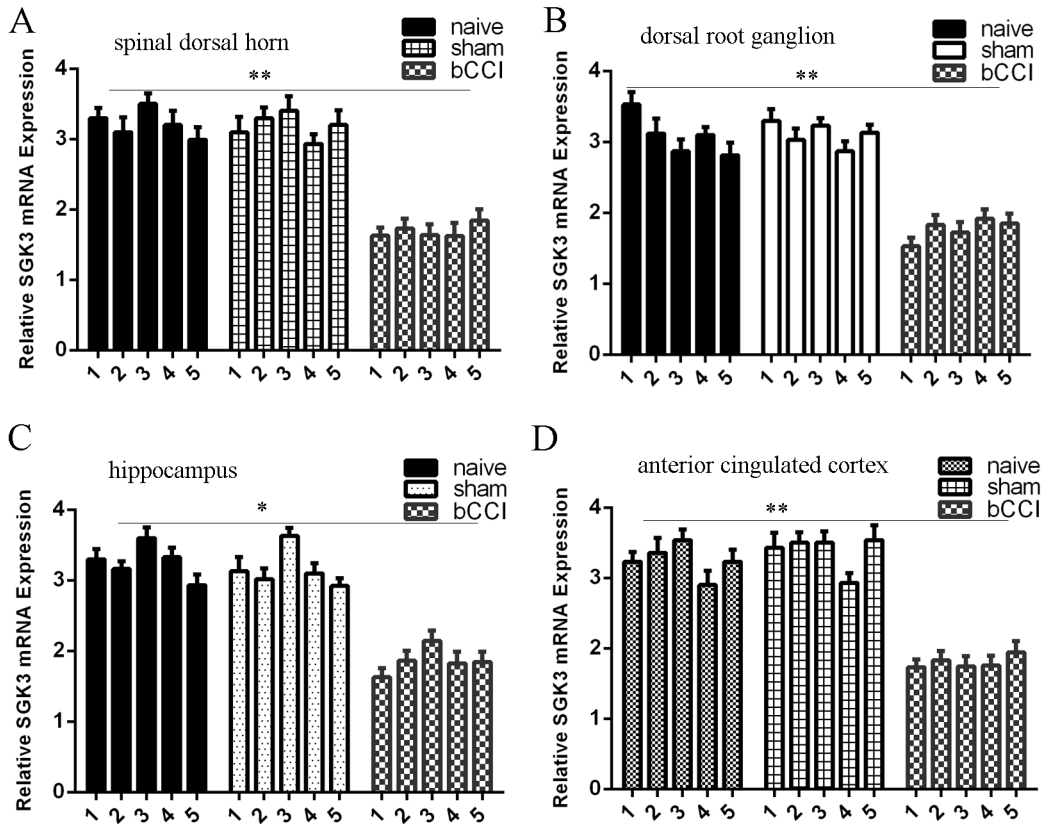 A
spinal dorsal horn
naive
sham
bCCI
**
Relative SGK3 mRNA Expression
4
3
2
1
0
1 2 3 4 5 1 2 3 4 5 1 2 3 4 5
B
dorsal root ganglion
naive
sham
bCCI
**
Relative SGK3 mRNA Expression
4
3
2
1
0
1 2 3 4 5 1 2 3 4 5 1 2 3 4 5
C
hippocampus
naive
sham
bCCI
*
Relative SGK3 mRNA Expression
4
3
2
1
0
1 2 3 4 5 1 2 3 4 5 1 2 3 4 5
D
anterior cingulated cortex
naive
sham
bCCI
**
Relative SGK3 mRNA Expression
4
3
2
1
0
1 2 3 4 5 1 2 3 4 5 1 2 3 4 5